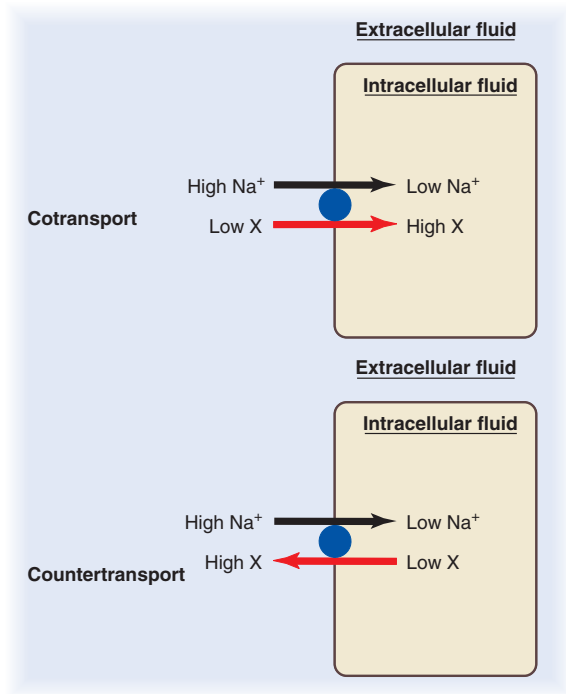 Extracellular fluid
Intracellular fluid
High Na⁺ Low Na⁺
Cotransport
Low X High X
Extracellular fluid
Intracellular fluid
High Na⁺ Low Na⁺
High X Low X
Countertransport